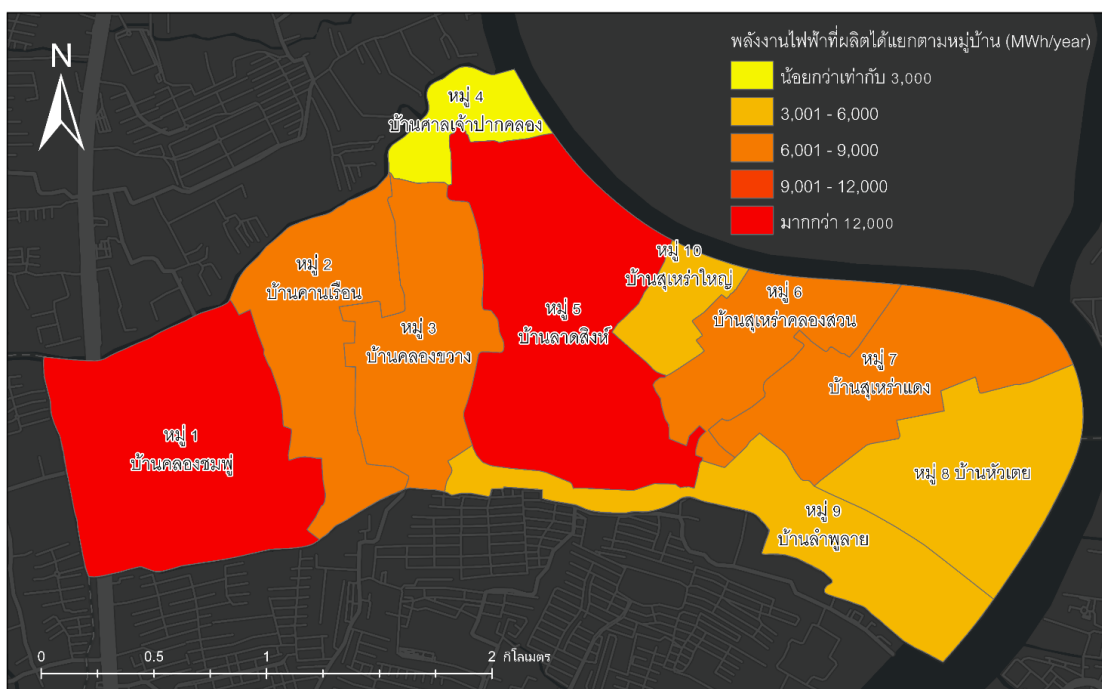 พลังงานไฟฟ้าที่ผลิตได้แยกตามหมู่บ้าน (MWh/year)
น้อยกว่าเท่ากับ 3,000
3,001 - 6,000
6,001 - 9,000
9,001 - 12,000
มากกว่า 12,000
N
หมู่ 4
บ้านศาลเจ้าปากคลอง
หมู่ 10
บ้านสุเหร่าใหญ่
หมู่ 2
บ้านคานเรือน
หมู่ 6
บ้านสุเหร่าคลองสวน
หมู่ 5
บ้านลาดสิงห์
หมู่ 3
บ้านคลองขวาง
หมู่ 7
บ้านสุเหร่าแดง
หมู่ 1
บ้านคลองชมพู่
หมู่ 8 บ้านหัวเตย
หมู่ 9
บ้านลำพูลาย
0 0.5 1 2 กิโลเมตร